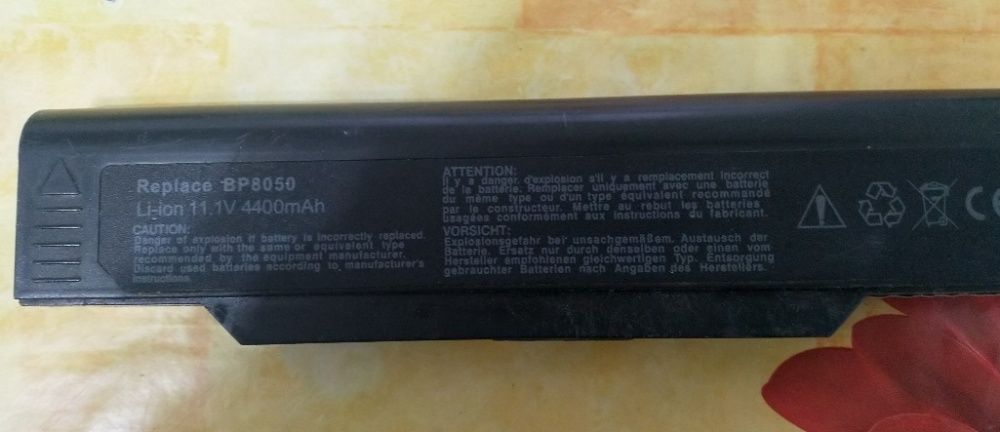 Replace BP8050
Li-ion 11.1V 4400mAh
CAUTION:
Danger of explosion if battery is incorrectly replaced.
Replace only with the same or equivalent type
recommended by the equipment manufacturer.
Discard used batteries according to manufacturer's
instructions.
ATTENTION:
Il y a danger d'explosion s'il y a remplacement incorrect
de la batterie. Remplacer uniquement avec une batterie
du même type ou d'un type équivalent recommandé
par le constructeur. Mettre au rebut les batteries
usagées conformément aux instructions du fabricant.
VORSICHT:
Explosionsgefahr bei unsachgemäßem. Austausch der
Batterie. Ersatz nur durch denselben oder einen vom
Hersteller empfohlenen gleichwertigen Typ. Entsorgung
gebrauchter Batterien nach Angaben des Herstellers.